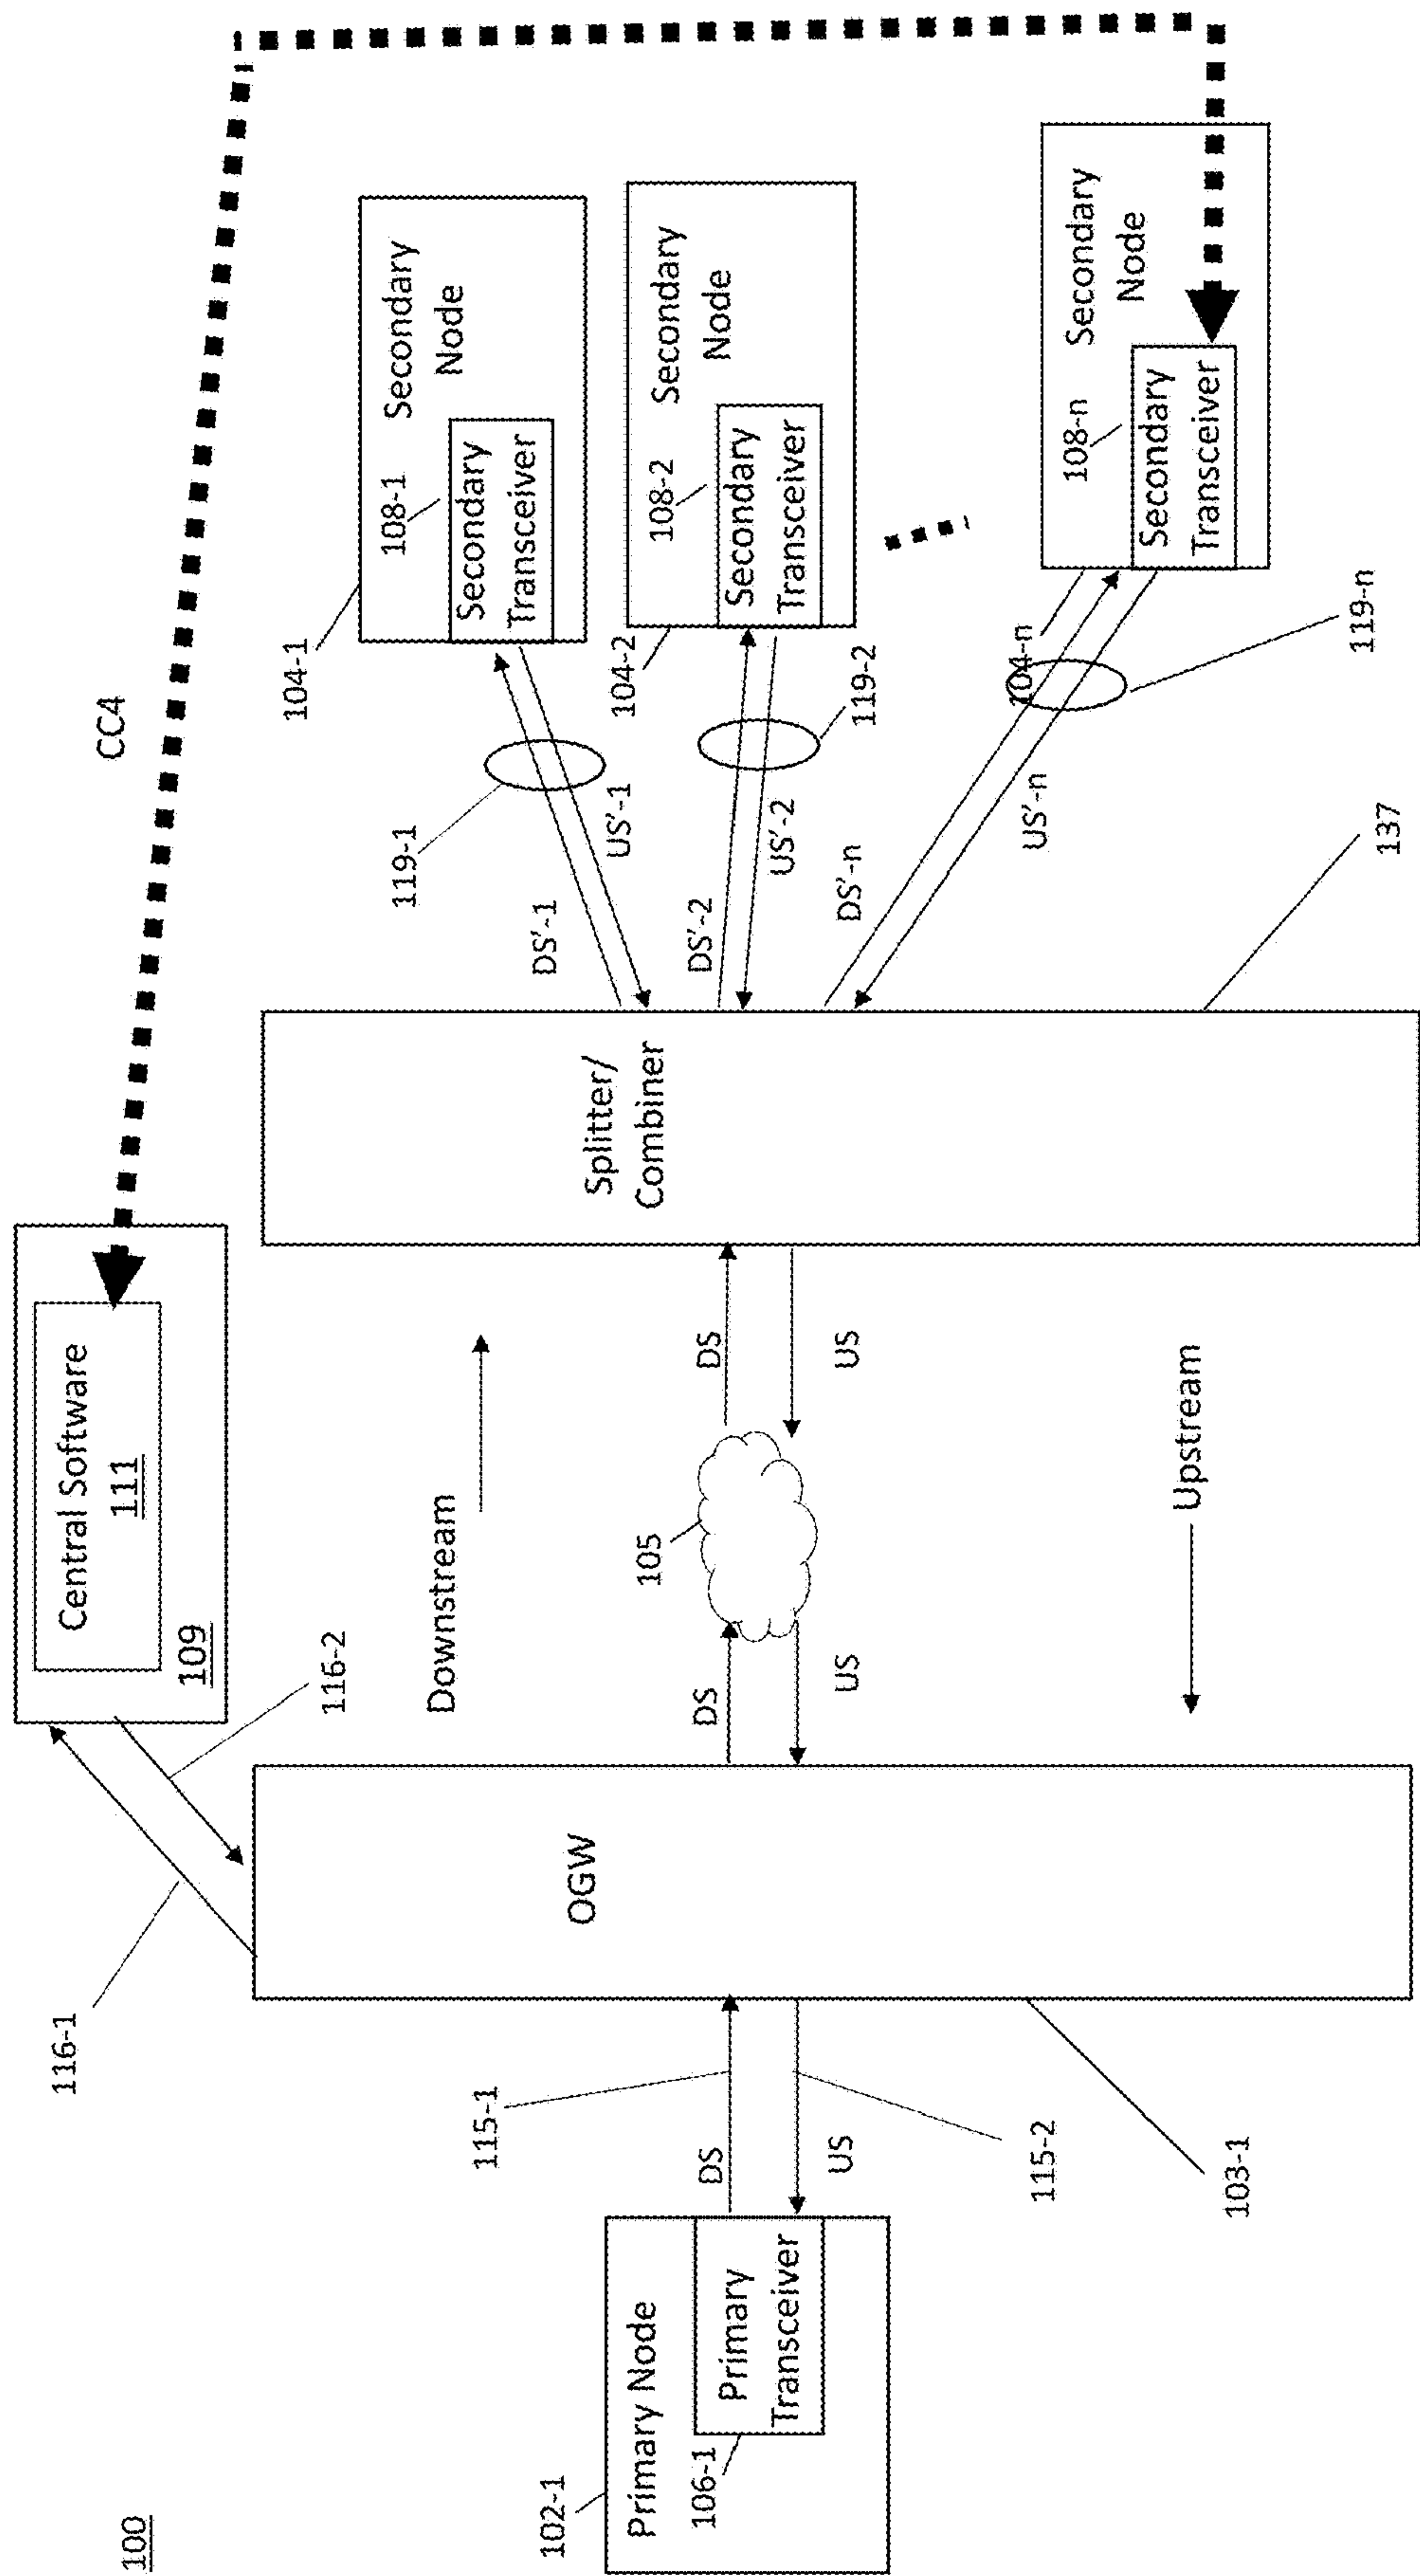 100
102-1
Primary Node
106-1
Primary
Transceiver
DS
US
115-1
115-2
103-1
116-1
116-2
OGW
109
Central Software
111
Downstream
DS
US
105
DS
US
Upstream
Splitter/
Combiner
137
CC4
DS'-1
US'-1
119-1
DS'-2
US'-2
119-2
DS'-n
US'-n
119-n
104-1
108-1
Secondary
Node
Secondary
Transceiver
104-2
108-2
Secondary
Node
Secondary
Transceiver
104-n
108-n
Secondary
Node
Secondary
Transceiver